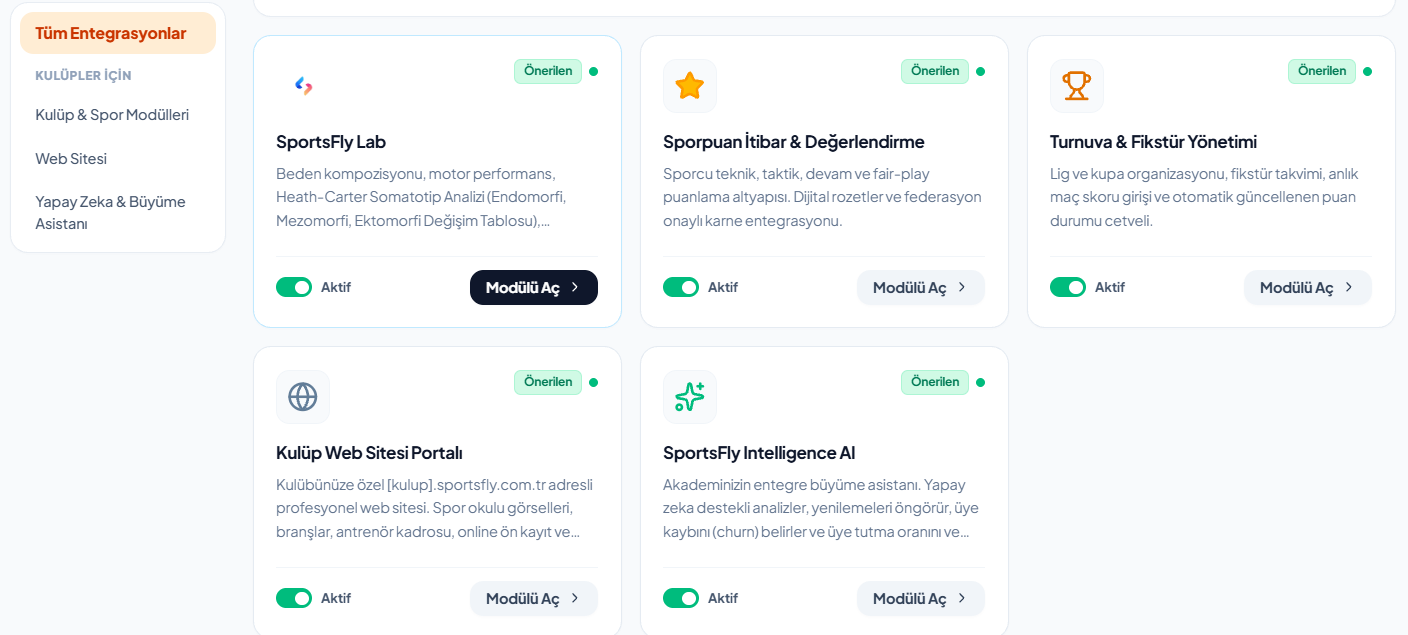 Tüm Entegrasyonlar
KULÜPLER İÇİN
Kulüp & Spor Modülleri
Web Sitesi
Yapay Zeka & Büyüme
Asistanı
Önerilen
SportsFly Lab
Beden kompozisyonu, motor performans,
Heath-Carter Somatotip Analizi (Endomorfi,
Mezomorfi, Ektomorfi Değişim Tablosu),...
Aktif
Modülü Aç
Önerilen
Sporpuan İtibar & Değerlendirme
Sporcu teknik, taktik, devam ve fair-play
puanlama altyapısı. Dijital rozetler ve federasyon
onaylı karne entegrasyonu.
Aktif
Modülü Aç
Önerilen
Turnuva & Fikstür Yönetimi
Lig ve kupa organizasyonu, fikstür takvimi, anlık
maç skoru girişi ve otomatik güncellenen puan
durumu cetveli.
Aktif
Modülü Aç
Önerilen
Kulüp Web Sitesi Portalı
Kulübünüze özel [kulup].sportsfly.com.tr adresli
profesyonel web sitesi. Spor okulu görselleri,
branşlar, antrenör kadrosu, online ön kayıt ve...
Aktif
Modülü Aç
Önerilen
SportsFly Intelligence AI
Akademinizin entegre büyüme asistanı. Yapay
zeka destekli analizler, yenilemeleri öngörür, üye
kaybını (churn) belirler ve üye tutma oranını ve...
Aktif
Modülü Aç